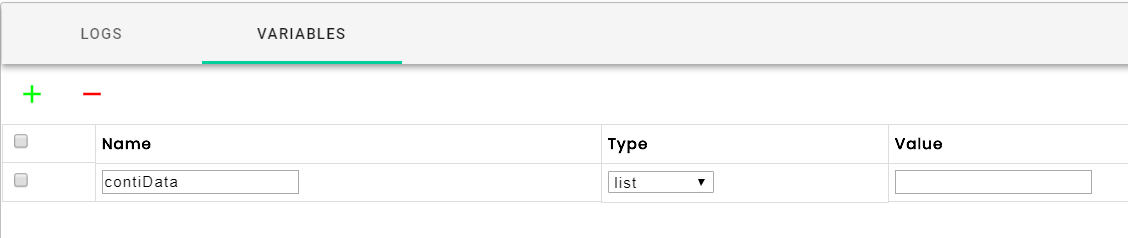 LOGS VARIABLES
Name Type Value
contiData list